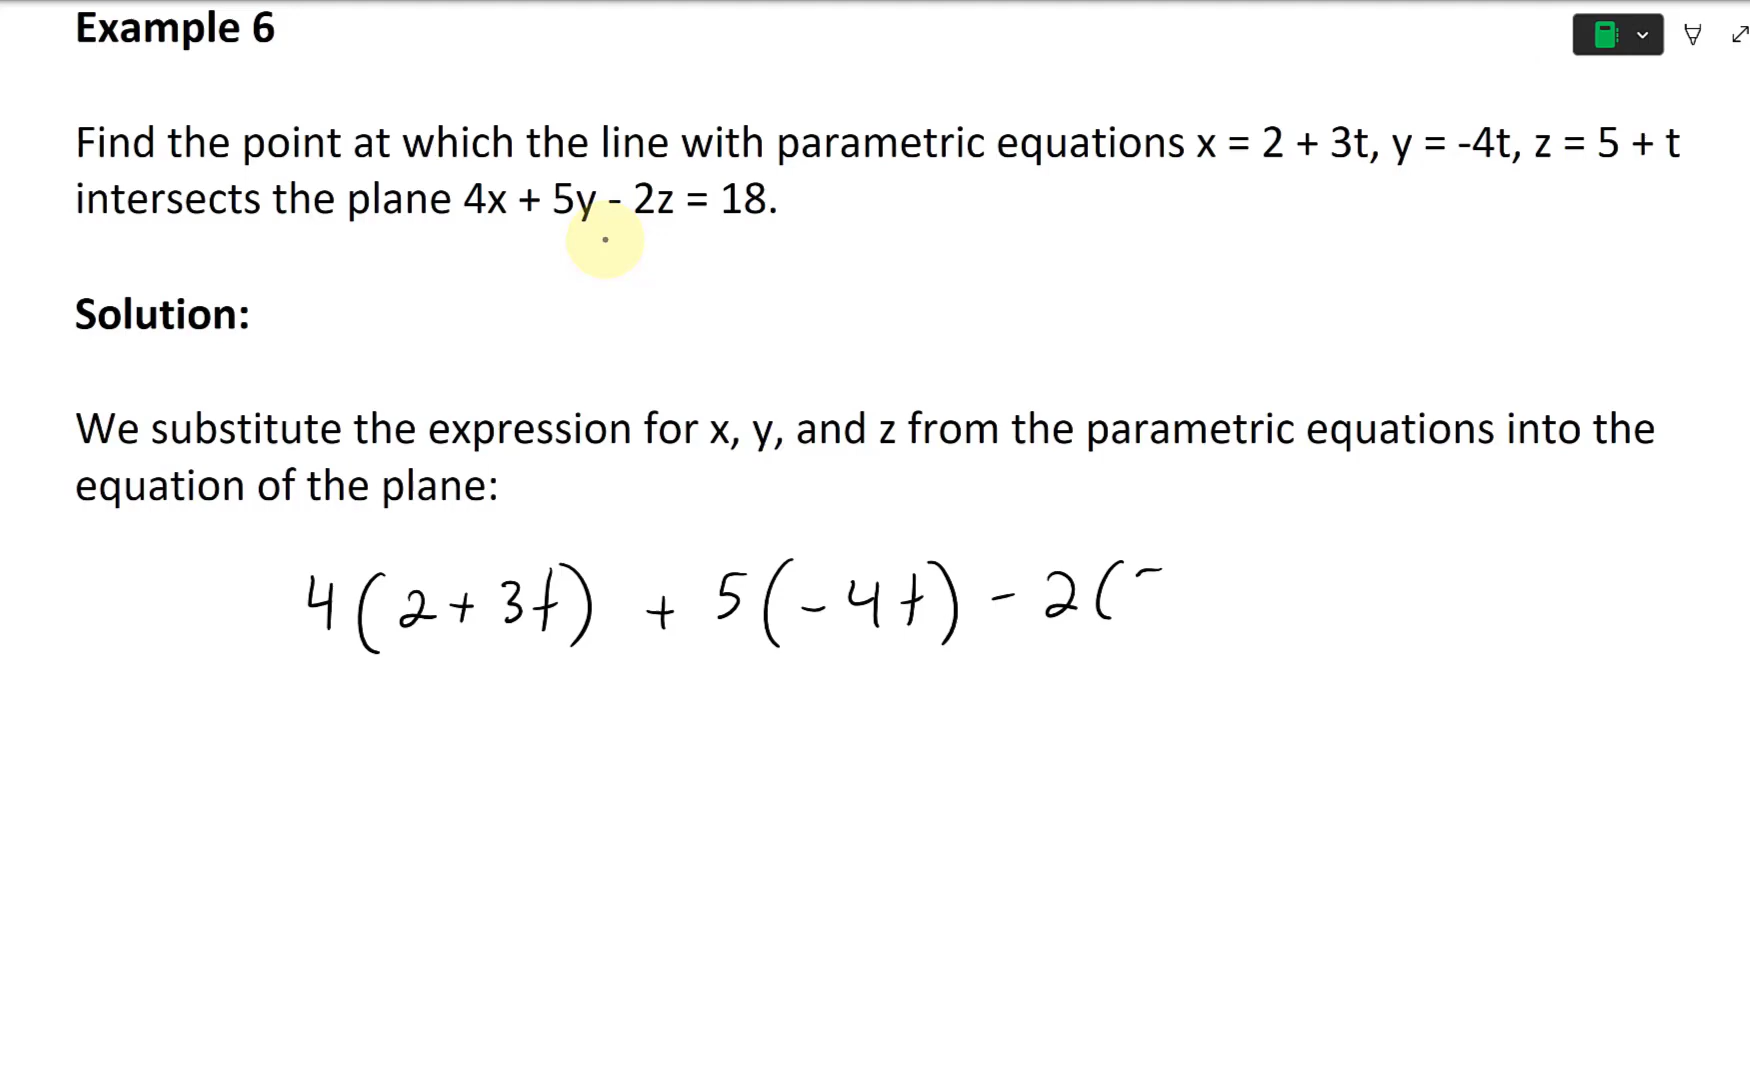 Example 6
Find the point at which the line with parametric equations x = 2 + 3t, y = -4t, z = 5 + t
intersects the plane 4x + 5y - 2z = 18.
Solution:
We substitute the expression for x, y, and z from the parametric equations into the
equation of the plane:
4(2+3t) + 5(-4t) - 2(